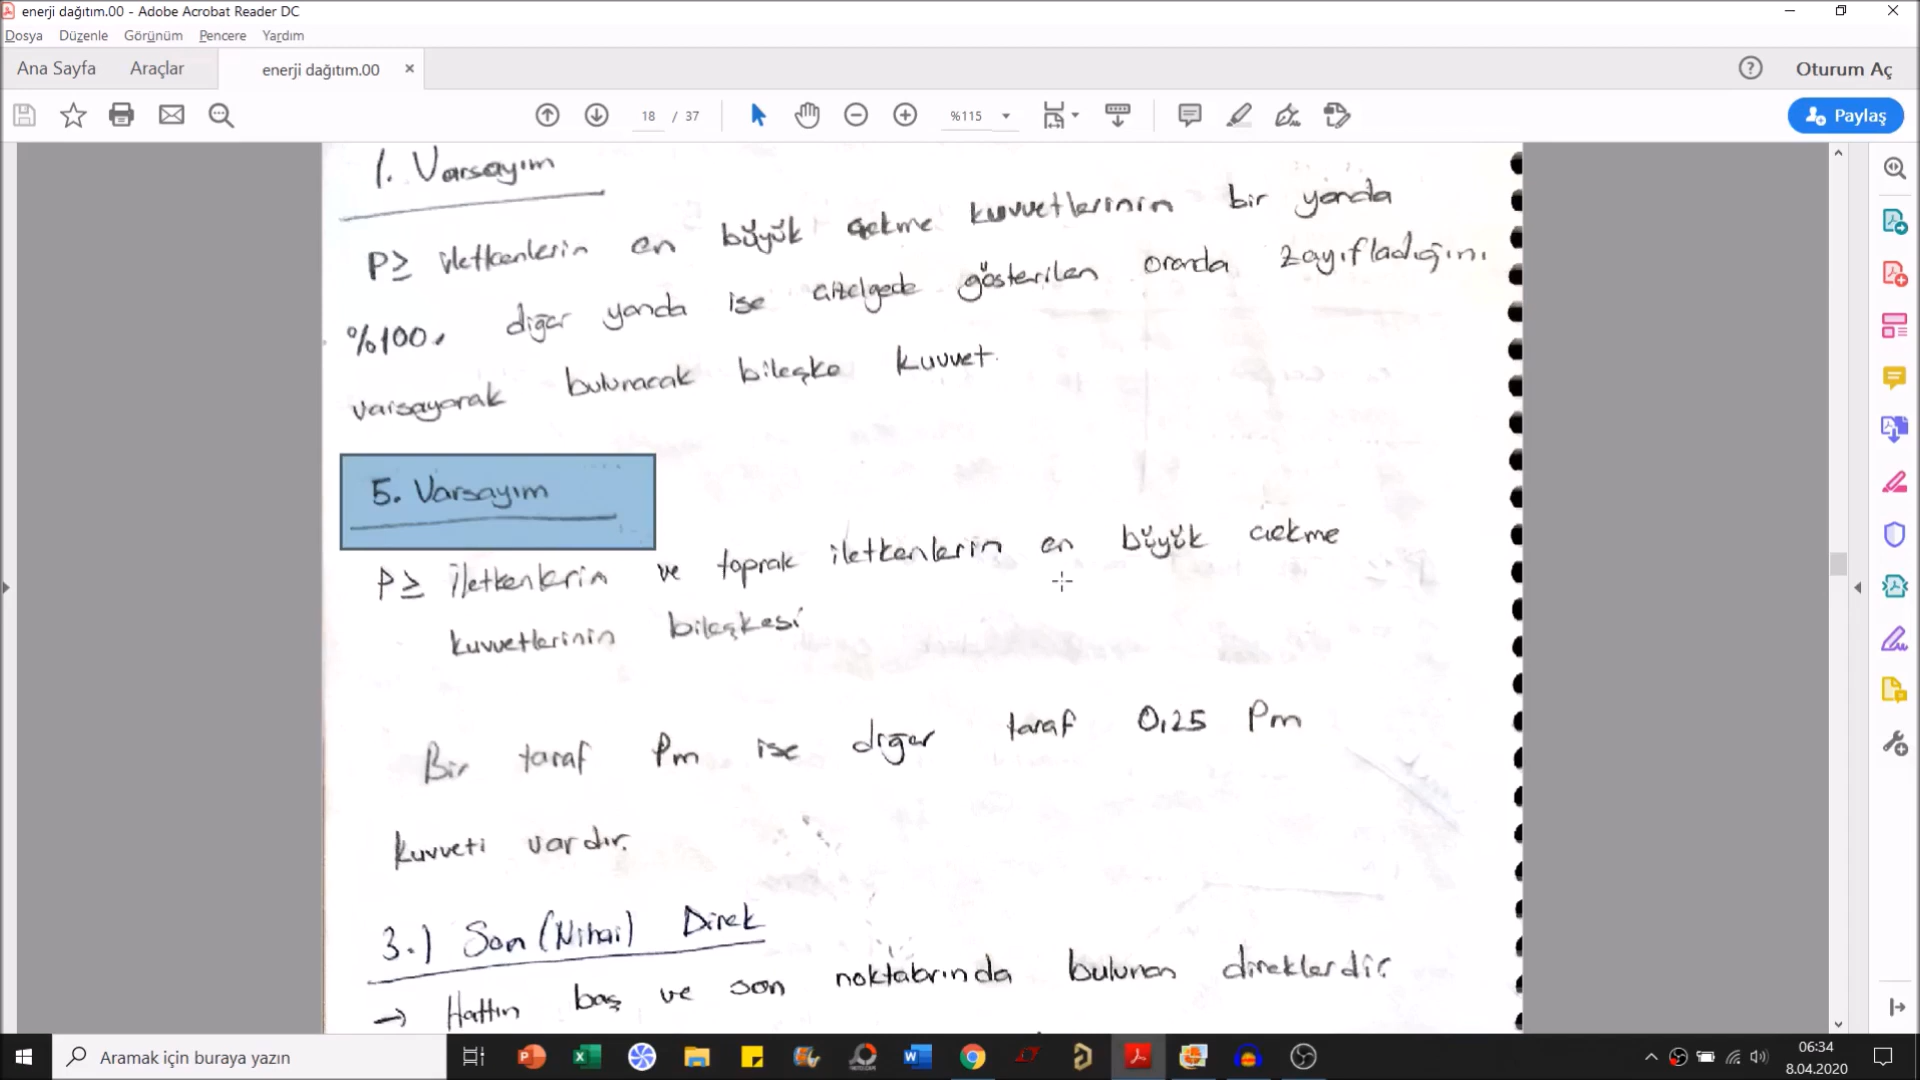 enerji dağıtım.00 - Adobe Acrobat Reader DC
Dosya Düzenle Görünüm Pencere Yardım
Ana Sayfa Araçlar enerji dağıtım.00 × Oturum Aç
18 / 37 %115 Paylaş
1. Varsayım
P≥ iletkenlerin en büyük çekme kuvvetlerinin bir yanda
%100, diğer yanda ise çizelgede gösterilen oranda zayıfladığını
varsayarak bulunacak bileşke kuvvet.
5. Varsayım
P≥ İletkenlerin ve toprak iletkenlerin en büyük çekme
kuvvetlerinin bileşkesi
Bir taraf Pm ise diğer taraf 0,25 Pm
kuvveti vardır.
3.) Son (Nihai) Direk
→ Hattın baş ve son noktalarında bulunan direklerdir.
Aramak için buraya yazın
06:34
8.04.2020